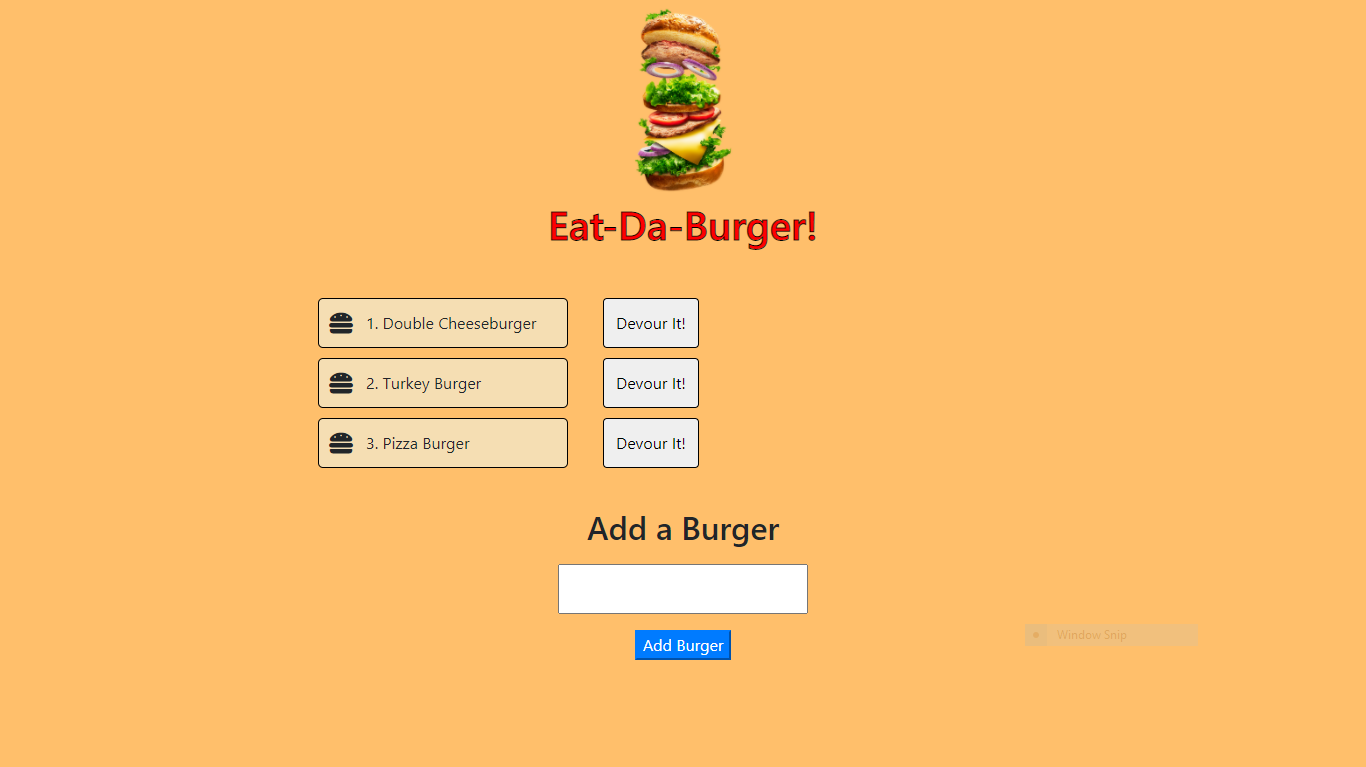 Eat-Da-Burger!
1. Double Cheeseburger
Devour It!
2. Turkey Burger
Devour It!
3. Pizza Burger
Devour It!
Add a Burger
Add Burger
Window Snip